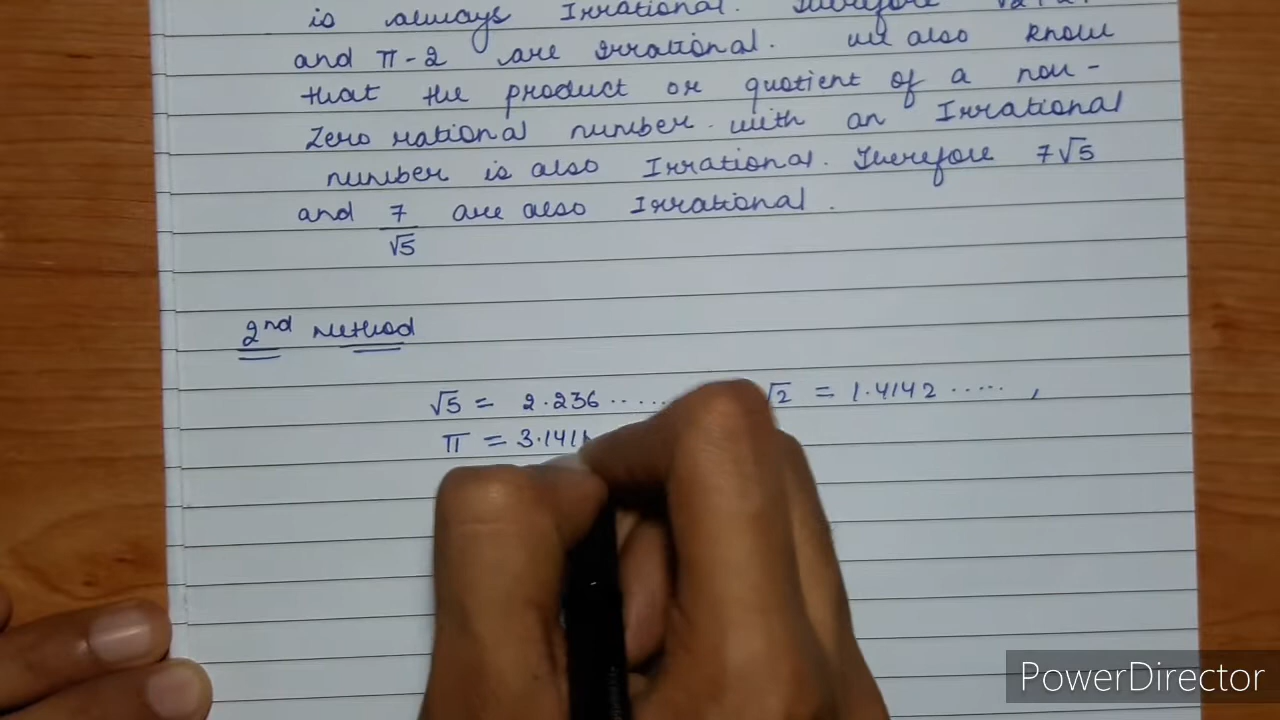 is always Irrational. Therefore
and π - 2 are irrational. we also know
that the product or quotient of a non -
Zero rational number. with an Irrational
number is also Irrational. Therefore 7√5
and 7/√5 are also Irrational.
2nd method
√5 = 2.236 ...... √2 = 1.4142 ..... ,
π = 3.141
PowerDirector